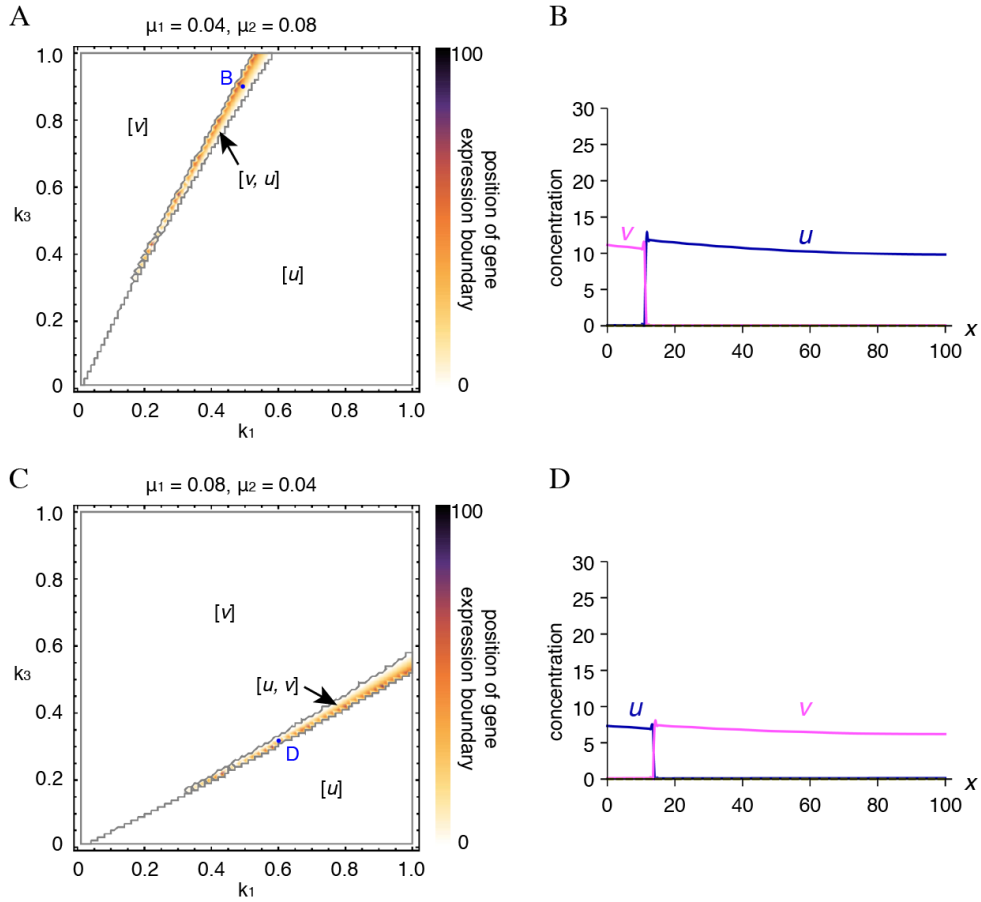 A
μ1 = 0.04, μ2 = 0.08
1.0
0.8
0.6
k3
0.4
0.2
0
0
0.2
0.4
0.6
0.8
1.0
k1
B
[v]
[v, u]
[u]
100
0
position of gene
expression boundary
B
30
25
20
15
10
5
0
concentration
v
u
0
20
40
60
80
100
x
C
μ1 = 0.08, μ2 = 0.04
1.0
0.8
0.6
k3
0.4
0.2
0
0
0.2
0.4
0.6
0.8
1.0
k1
[v]
[u, v]
D
[u]
100
0
position of gene
expression boundary
D
30
25
20
15
10
5
0
concentration
u
v
0
20
40
60
80
100
x